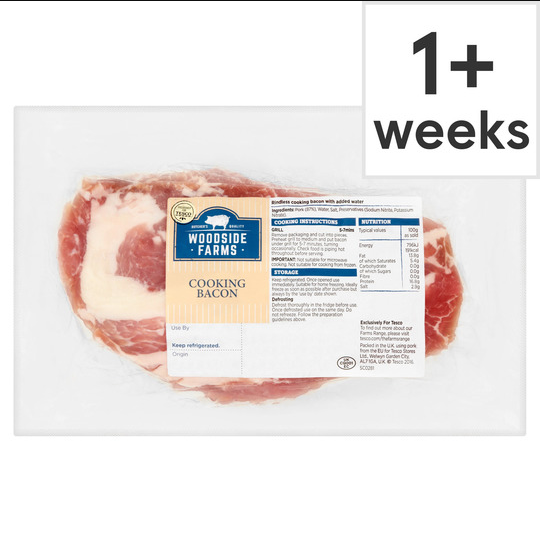 1+
weeks
TESCO
BUTCHER'S QUALITY
WOODSIDE
FARMS
COOKING
BACON
Use By
Keep refrigerated.
Origin
Rindless cooking bacon with added water
Ingredients: Pork (87%), Water, Salt, Preservatives (Sodium Nitrite, Potassium
Nitrate).
COOKING INSTRUCTIONS
GRILL 5-7mins
Remove packaging and cut into pieces.
Preheat grill to medium and put bacon
under grill for 5-7 minutes, turning
occasionally. Check food is piping hot
throughout before serving.
IMPORTANT: Not suitable for microwave
cooking. Not suitable for cooking from frozen.
STORAGE
Keep refrigerated. Once opened use
immediately. Suitable for home freezing. Ideally
freeze as soon as possible after purchase but
always by the 'use by' date shown.
Defrosting
Defrost thoroughly in the fridge before use.
Once defrosted use on the same day. Do
not refreeze. Follow the preparation
guidelines above.
NUTRITION
Typical values 100g
as sold
Energy 796kJ
191kcal
Fat 13.8g
of which Saturates 5.4g
Carbohydrate 0.0g
of which Sugars 0.0g
Fibre 0.0g
Protein
Salt 2.9g
Exclusively For Tesco
To find out more about our
Farms Range, please visit
tesco.com/thefarmsrange
Packed in the U.K. using pork
from the EU for Tesco Stores
Ltd., Welwyn Garden City,
AL7 1GA, U.K. © Tesco 2016.
SC0261
UK
EC